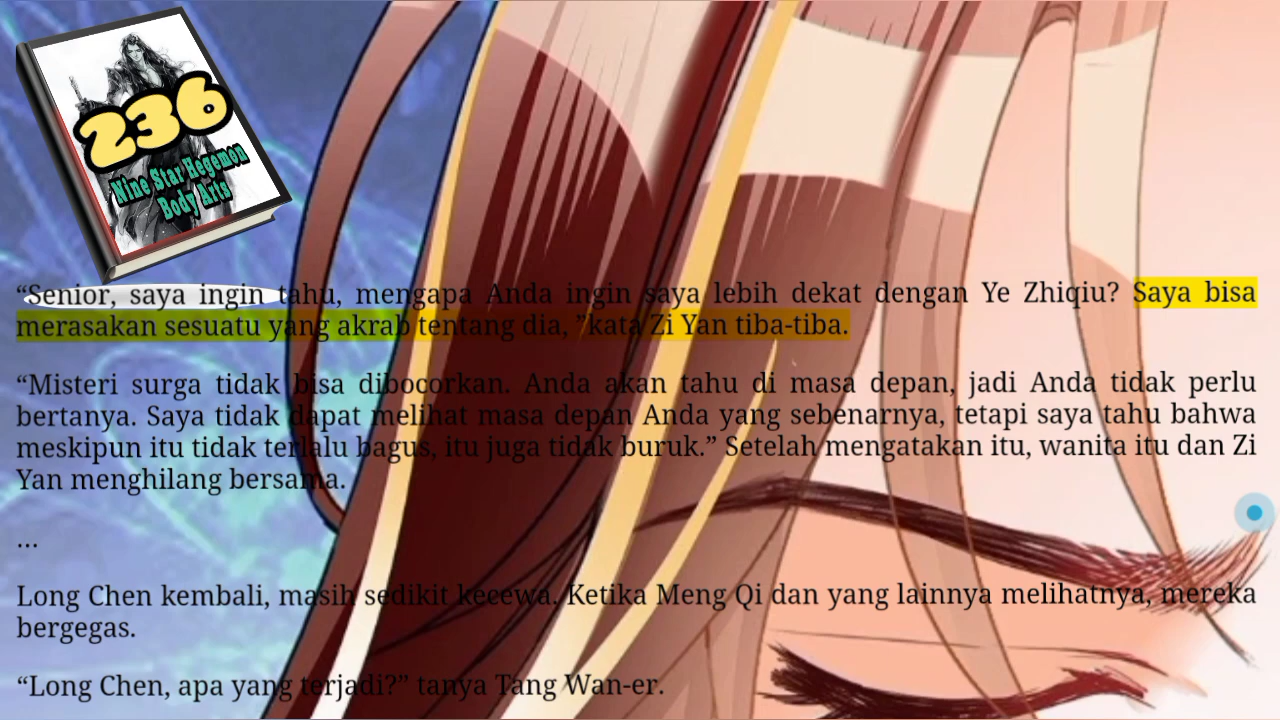 236
Nine Star Hegemon
Body Arts
“Senior, saya ingin tahu, mengapa Anda ingin saya lebih dekat dengan Ye Zhiqiu? Saya bisa
merasakan sesuatu yang akrab tentang dia, ”kata Zi Yan tiba-tiba.
“Misteri surga tidak bisa dibocorkan. Anda akan tahu di masa depan, jadi Anda tidak perlu
bertanya. Saya tidak dapat melihat masa depan Anda yang sebenarnya, tetapi saya tahu bahwa
meskipun itu tidak terlalu bagus, itu juga tidak buruk.” Setelah mengatakan itu, wanita itu dan Zi
Yan menghilang bersama.
…
Long Chen kembali, masih sedikit kecewa. Ketika Meng Qi dan yang lainnya melihatnya, mereka
bergegas.
“Long Chen, apa yang terjadi?” tanya Tang Wan-er.